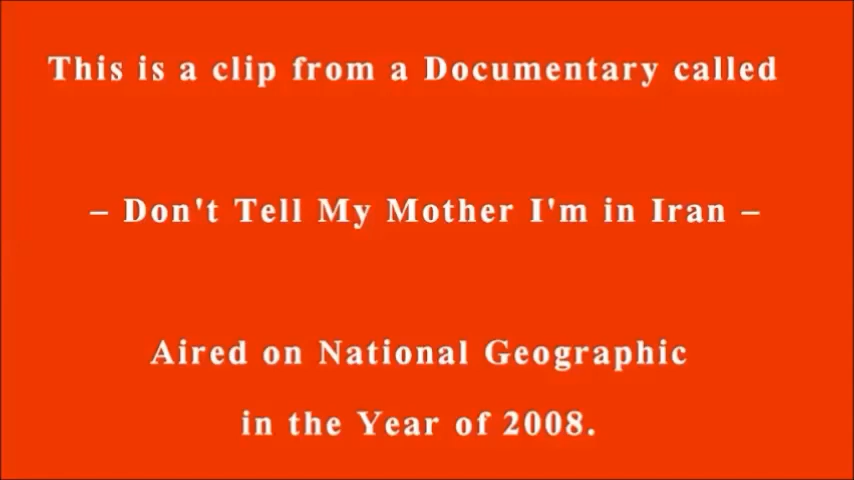 This is a clip from a Documentary called
– Don't Tell My Mother I'm in Iran –
Aired on National Geographic
in the Year of 2008.